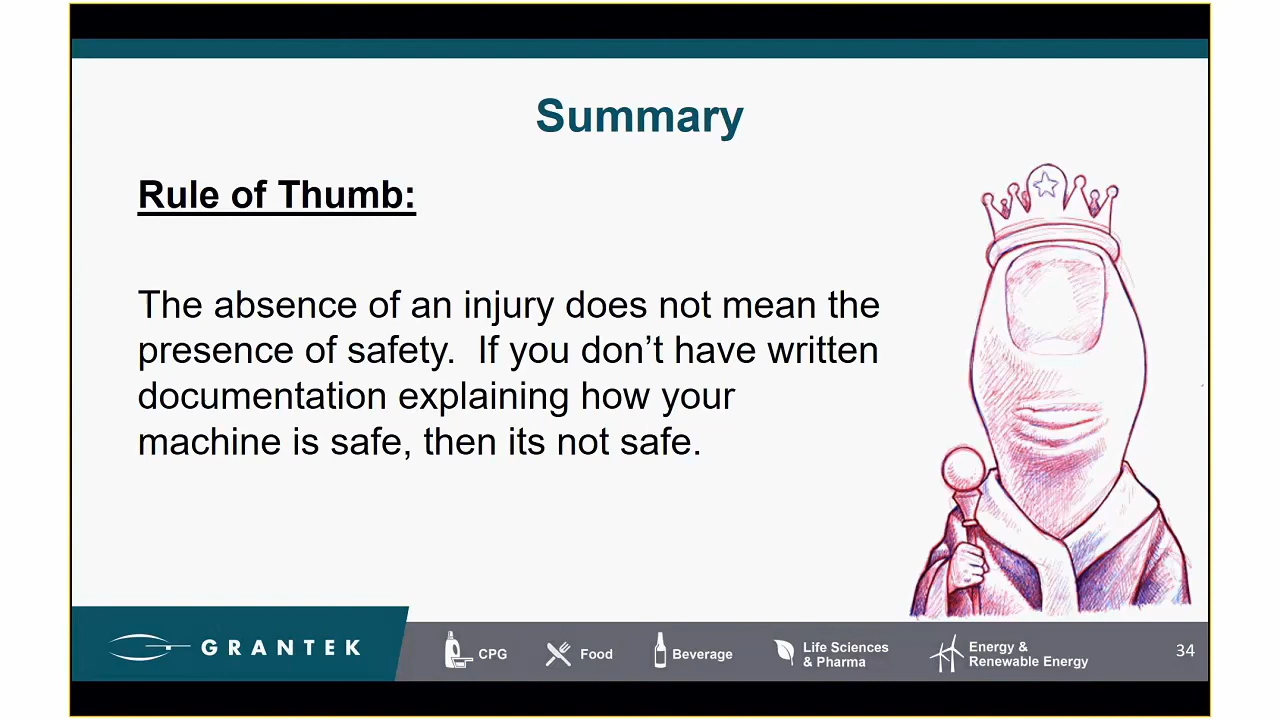 Summary
Rule of Thumb:
The absence of an injury does not mean the
presence of safety.  If you don’t have written
documentation explaining how your
machine is safe, then its not safe.
GRANTEK
CPG
Food
Beverage
Life Sciences
& Pharma
Energy &
Renewable Energy
34